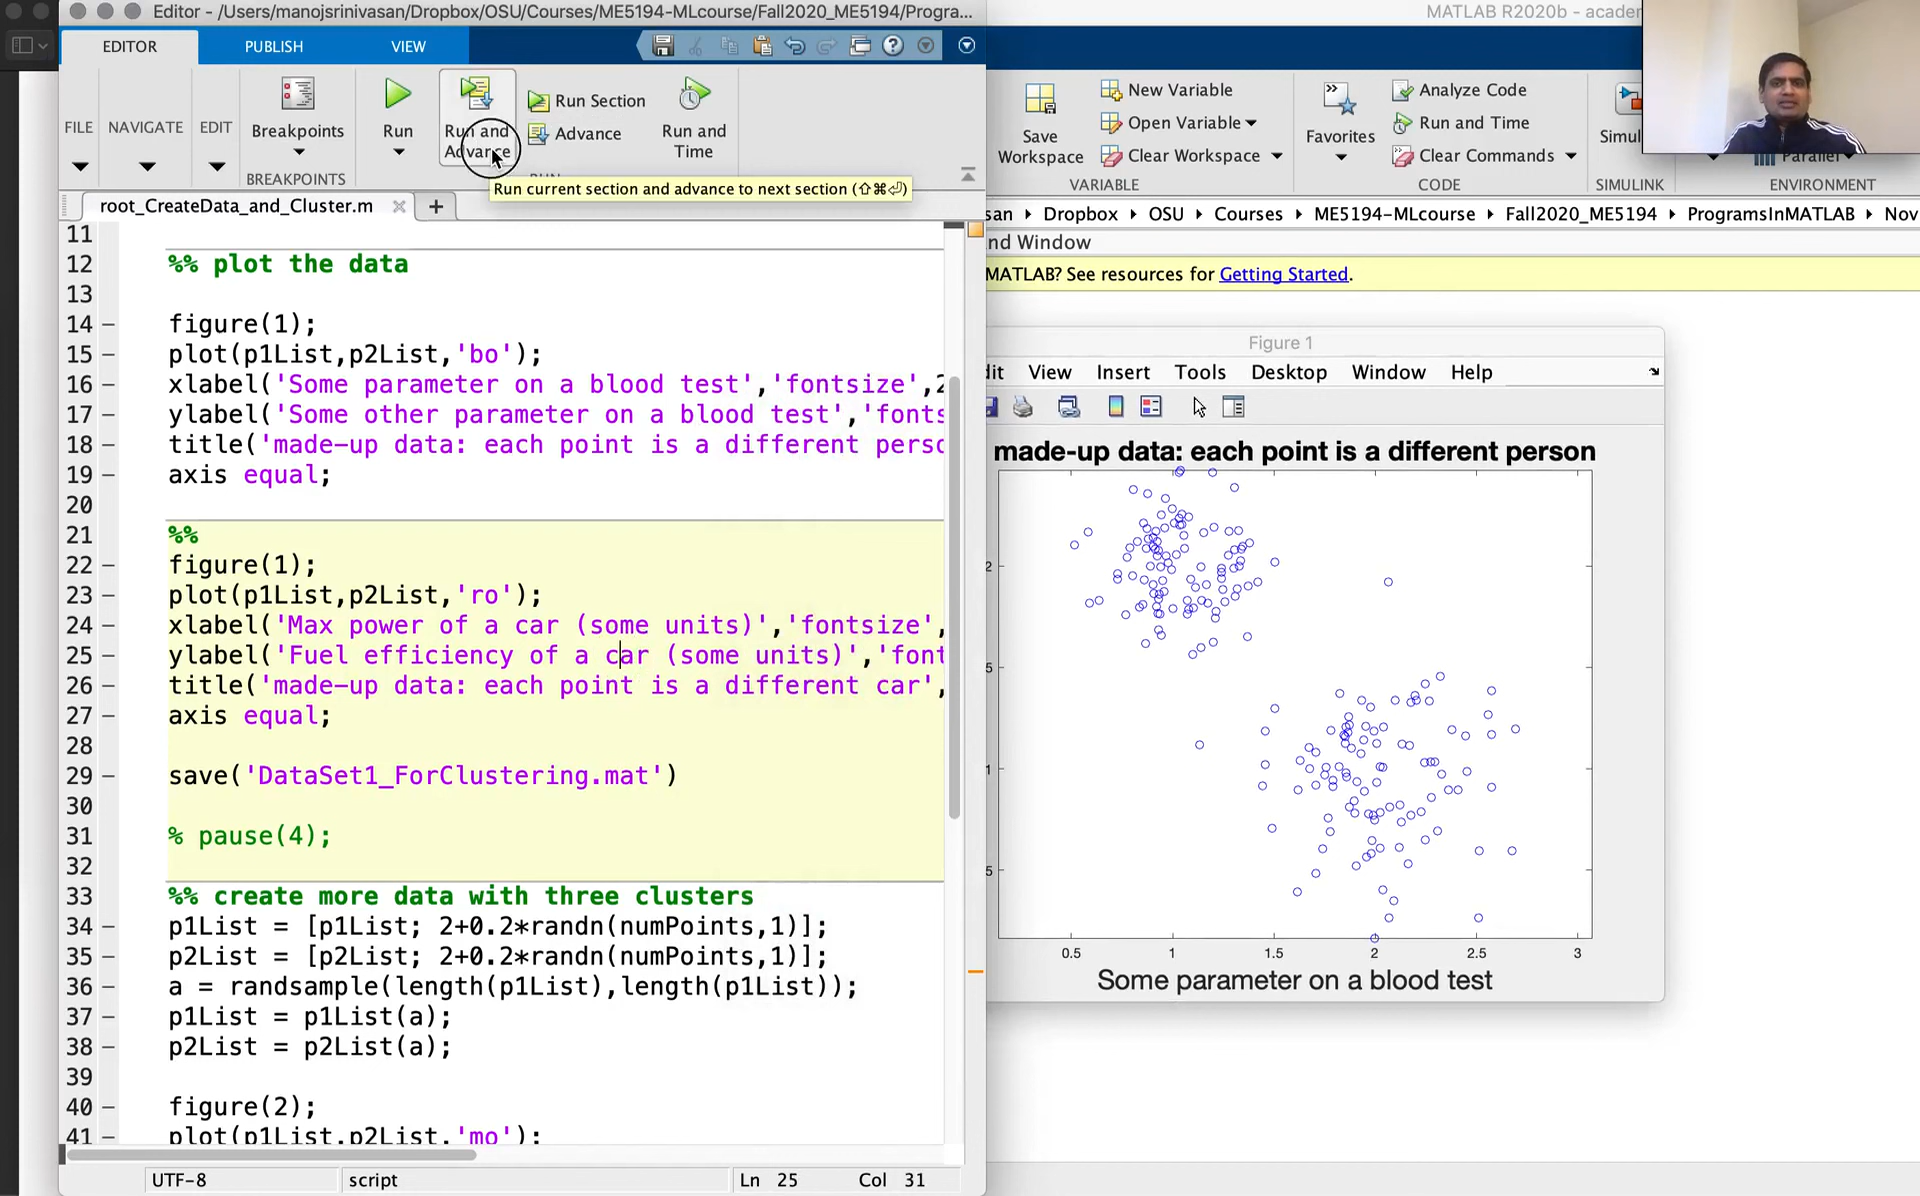 Editor - /Users/manojsrinivasan/Dropbox/OSU/Courses/ME5194-MLcourse/Fall2020_ME5194/Progra...
MATLAB R2020b - acader
EDITOR
PUBLISH
VIEW
FILE
NAVIGATE
EDIT
Breakpoints
BREAKPOINTS
Run
Run and Advance
Run Section
Advance
Run and Time
Run current section and advance to next section (⇧⌘⏎)
Save Workspace
New Variable
Open Variable
Clear Workspace
VARIABLE
Favorites
Analyze Code
Run and Time
Clear Commands
CODE
Simul
SIMULINK
Parallel
ENVIRONMENT
root_CreateData_and_Cluster.m
san Dropbox OSU Courses ME5194-MLcourse Fall2020_ME5194 ProgramsInMATLAB Nov
nd Window
MATLAB? See resources for Getting Started.
11
12 %% plot the data
13
14 – figure(1);
15 – plot(p1List,p2List,'bo');
16 – xlabel('Some parameter on a blood test','fontsize',2
17 – ylabel('Some other parameter on a blood test','fonts
18 – title('made-up data: each point is a different perso
19 – axis equal;
20
21 %%
22 – figure(1);
23 – plot(p1List,p2List,'ro');
24 – xlabel('Max power of a car (some units)','fontsize',
25 – ylabel('Fuel efficiency of a car (some units)','font
26 – title('made-up data: each point is a different car',
27 – axis equal;
28
29 – save('DataSet1_ForClustering.mat')
30
31 % pause(4);
32
33 %% create more data with three clusters
34 – p1List = [p1List; 2+0.2*randn(numPoints,1)];
35 – p2List = [p2List; 2+0.2*randn(numPoints,1)];
36 – a = randsample(length(p1List),length(p1List));
37 – p1List = p1List(a);
38 – p2List = p2List(a);
39
40 – figure(2);
41 – plot(p1List,p2List,'mo');
UTF-8
script
Ln 25
Col 31
Figure 1
dit View Insert Tools Desktop Window Help
made-up data: each point is a different person
2
5
1
5
0.5 1 1.5 2 2.5 3
Some parameter on a blood test